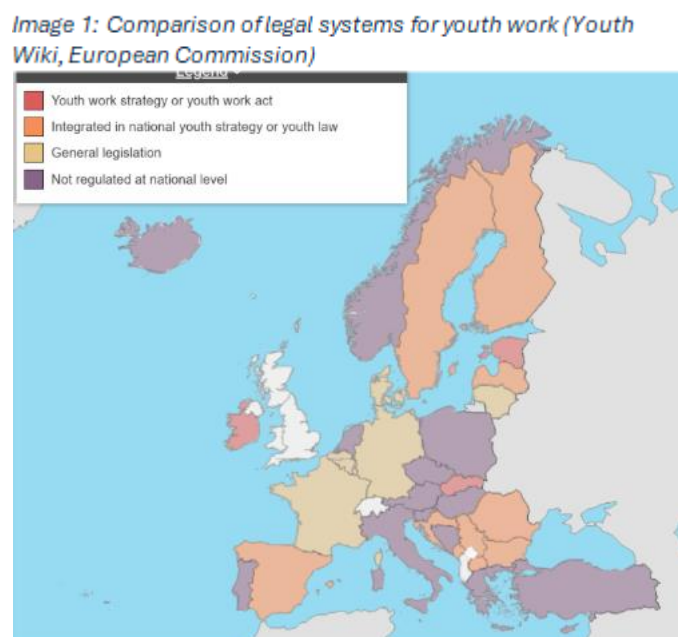 Image 1: Comparison of legal systems for youth work (Youth
Wiki, European Commission)
Legend
Youth work strategy or youth work act
Integrated in national youth strategy or youth law
General legislation
Not regulated at national level